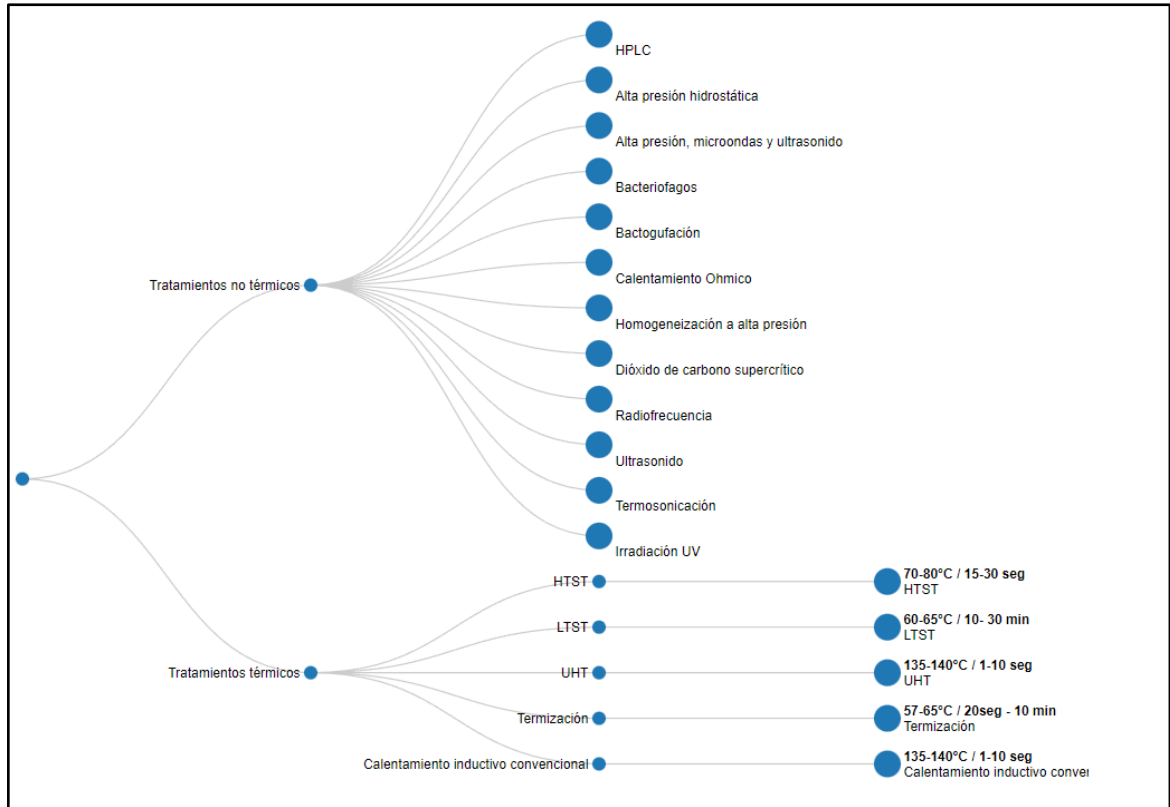 HPLC
Alta presión hidrostática
Alta presión, microondas y ultrasonido
Bacteriofagos
Bactogufación
Tratamientos no térmicos
Calentamiento Ohmico
Homogeneización a alta presión
Dióxido de carbono supercrítico
Radiofrecuencia
Ultrasonido
Termosonicación
Irradiación UV
HTST
70-80°C / 15-30 seg
HTST
LTST
60-65°C / 10- 30 min
LTST
Tratamientos térmicos
UHT
135-140°C / 1-10 seg
UHT
Termización
57-65°C / 20seg - 10 min
Termización
Calentamiento inductivo convencional
135-140°C / 1-10 seg
Calentamiento inductivo conver